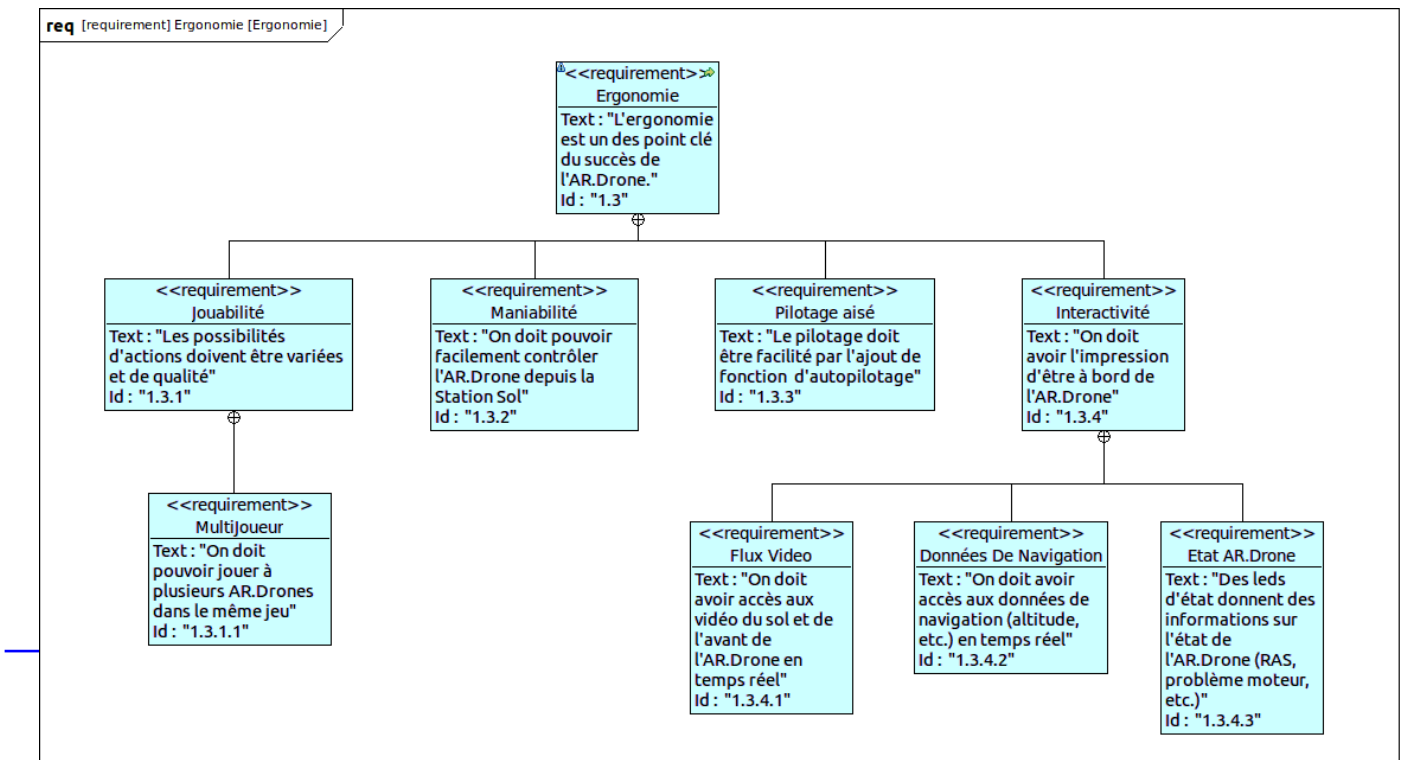 req [requirement] Ergonomie [Ergonomie]
<<requirement>>
Ergonomie
Text : "L'ergonomie
est un des point clé
du succès de
l'AR.Drone."
Id : "1.3"
<<requirement>>
Jouabilité
Text : "Les possibilités
d'actions doivent être variées
et de qualité"
Id : "1.3.1"
<<requirement>>
Maniabilité
Text : "On doit pouvoir
facilement contrôler
l'AR.Drone depuis la
Station Sol"
Id : "1.3.2"
<<requirement>>
Pilotage aisé
Text : "Le pilotage doit
être facilité par l'ajout de
fonction d'autopilotage"
Id : "1.3.3"
<<requirement>>
Interactivité
Text : "On doit
avoir l'impression
d'être à bord de
l'AR.Drone"
Id : "1.3.4"
<<requirement>>
MultiJoueur
Text : "On doit
pouvoir jouer à
plusieurs AR.Drones
dans le même jeu"
Id : "1.3.1.1"
<<requirement>>
Flux Video
Text : "On doit
avoir accès aux
vidéo du sol et de
l'avant de
l'AR.Drone en
temps réel"
Id : "1.3.4.1"
<<requirement>>
Données De Navigation
Text : "On doit avoir
accès aux données de
navigation (altitude,
etc.) en temps réel"
Id : "1.3.4.2"
<<requirement>>
Etat AR.Drone
Text : "Des leds
d'état donnent des
informations sur
l'état de
l'AR.Drone (RAS,
problème moteur,
etc.)"
Id : "1.3.4.3"